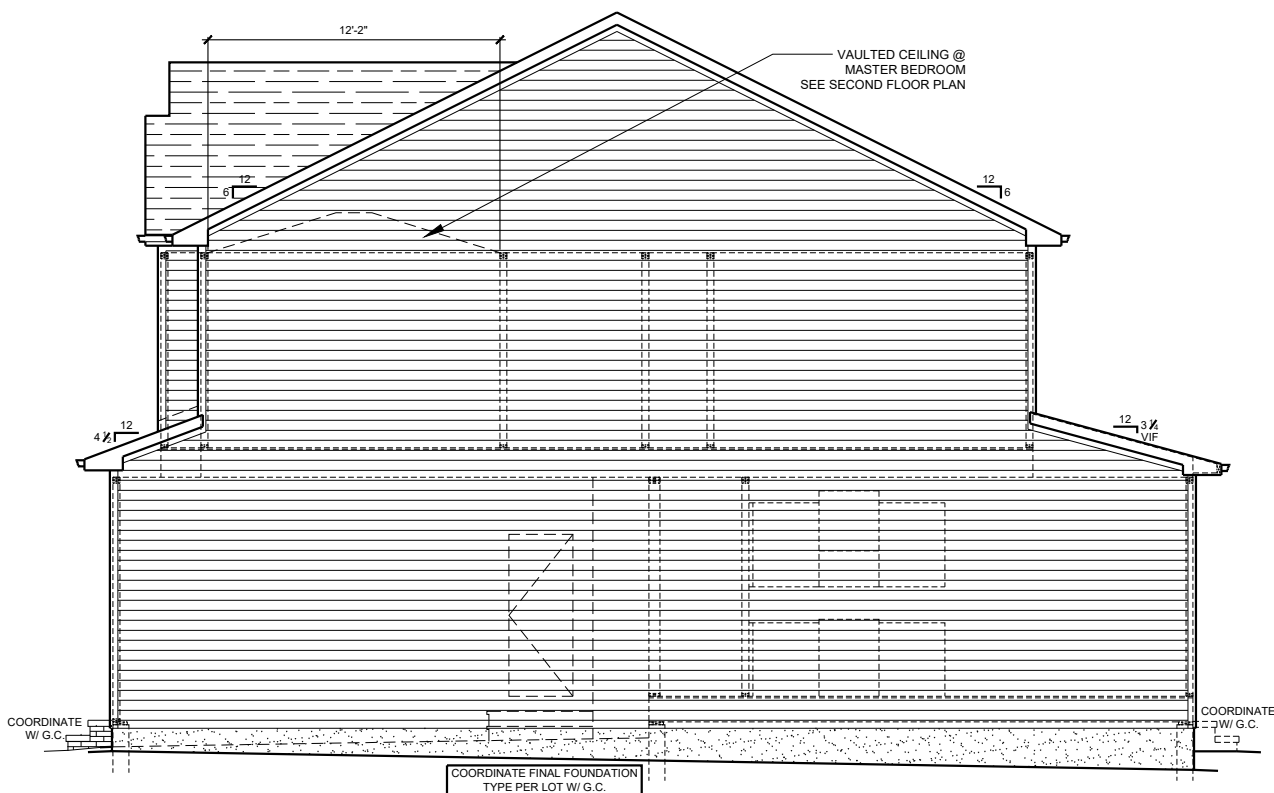 12'-2"
VAULTED CEILING @
MASTER BEDROOM
SEE SECOND FLOOR PLAN
12
6
12
6
12
4 ½
12
3 ¼
VIF
COORDINATE
W/ G.C.
COORDINATE
W/ G.C.
COORDINATE FINAL FOUNDATION
TYPE PER LOT W/ G.C.